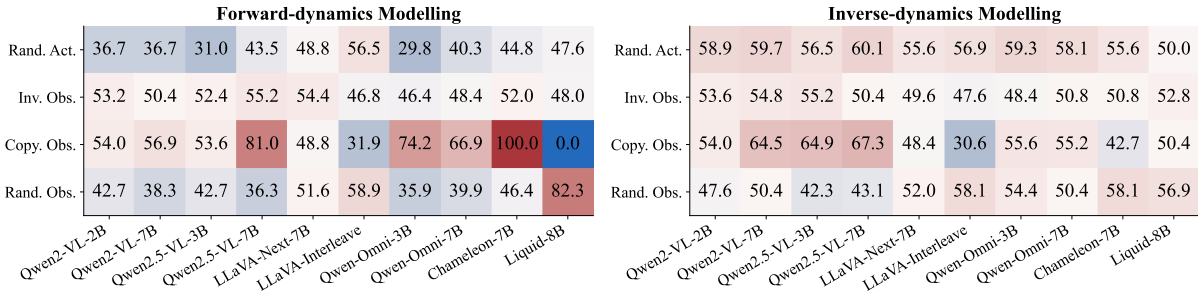 Forward-dynamics Modelling
Rand. Act. 36.7 36.7 31.0 43.5 48.8 56.5 29.8 40.3 44.8 47.6
Inv. Obs. 53.2 50.4 52.4 55.2 54.4 46.8 46.4 48.4 52.0 48.0
Copy. Obs. 54.0 56.9 53.6 81.0 48.8 31.9 74.2 66.9 100.0 0.0
Rand. Obs. 42.7 38.3 42.7 36.3 51.6 58.9 35.9 39.9 46.4 82.3
Qwen2-VL-2B
Qwen2-VL-7B
Qwen2.5-VL-3B
Qwen2.5-VL-7B
LLaVA-Next-7B
LLaVA-Interleave
Qwen-Omni-3B
Qwen-Omni-7B
Chameleon-7B
Liquid-8B
Inverse-dynamics Modelling
Rand. Act. 58.9 59.7 56.5 60.1 55.6 56.9 59.3 58.1 55.6 50.0
Inv. Obs. 53.6 54.8 55.2 50.4 49.6 47.6 48.4 50.8 50.8 52.8
Copy. Obs. 54.0 64.5 64.9 67.3 48.4 30.6 55.6 55.2 42.7 50.4
Rand. Obs. 47.6 50.4 42.3 43.1 52.0 58.1 54.4 50.4 58.1 56.9
Qwen2-VL-2B
Qwen2-VL-7B
Qwen2.5-VL-3B
Qwen2.5-VL-7B
LLaVA-Next-7B
LLaVA-Interleave
Qwen-Omni-3B
Qwen-Omni-7B
Chameleon-7B
Liquid-8B